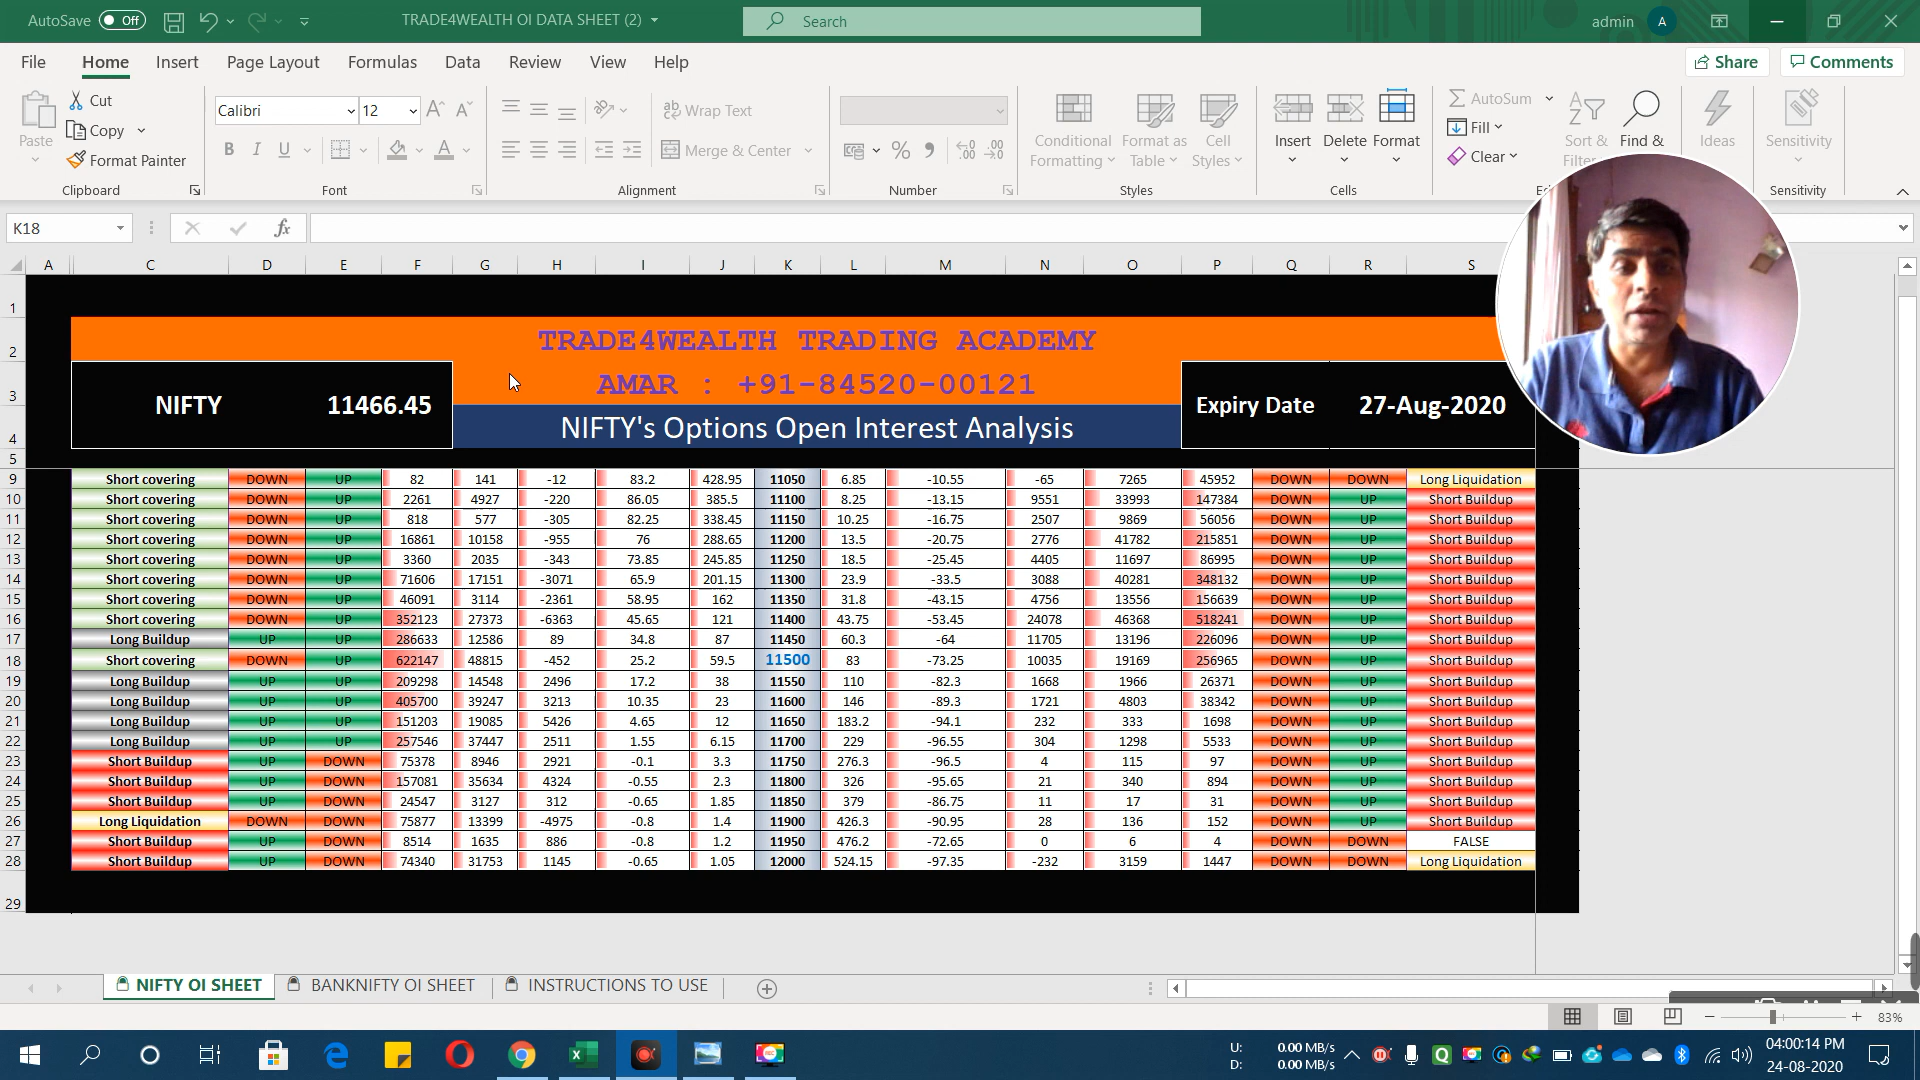 AutoSave Off TRADE4WEALTH OI DATA SHEET (2) Search admin A
File Home Insert Page Layout Formulas Data Review View Help Share Comments
Cut
Copy
Format Painter
Paste
Clipboard
Calibri 12
B I U
Font
Wrap Text
Merge & Center
Alignment
Number
Conditional Formatting
Format as Table
Cell Styles
Styles
Insert Delete Format
Cells
AutoSum
Fill
Clear
Sort &
Find &
Ideas
Sensitivity
Sensitivity
K18 fx
A C D E F G H I J K L M N O P Q R S
1
2 TRADE4WEALTH TRADING ACADEMY
3 AMAR : +91-84520-00121
NIFTY 11466.45 Expiry Date 27-Aug-2020
4 NIFTY's Options Open Interest Analysis
5
9 Short covering DOWN UP 82 141 -12 83.2 428.95 11050 6.85 -10.55 -65 7265 45952 DOWN DOWN Long Liquidation
10 Short covering DOWN UP 2261 4927 -220 86.05 385.5 11100 8.25 -13.15 9551 33993 147384 DOWN UP Short Buildup
11 Short covering DOWN UP 818 577 -305 82.25 338.45 11150 10.25 -16.75 2507 9869 56056 DOWN UP Short Buildup
12 Short covering DOWN UP 16861 10158 -955 76 288.65 11200 13.5 -20.75 2776 41782 215851 DOWN UP Short Buildup
13 Short covering DOWN UP 3360 2035 -343 73.85 245.85 11250 18.5 -25.45 4405 11697 86995 DOWN UP Short Buildup
14 Short covering DOWN UP 71606 17151 -3071 65.9 201.15 11300 23.9 -33.5 3088 40281 348132 DOWN UP Short Buildup
15 Short covering DOWN UP 46091 3114 -2361 58.95 162 11350 31.8 -43.15 4756 13556 156639 DOWN UP Short Buildup
16 Short covering DOWN UP 352123 27373 -6363 45.65 121 11400 43.75 -53.45 24078 46368 518241 DOWN UP Short Buildup
17 Long Buildup UP UP 286633 12586 89 34.8 87 11450 60.3 -64 11705 13196 226096 DOWN UP Short Buildup
18 Short covering DOWN UP 622147 48815 -452 25.2 59.5 11500 83 -73.25 10035 19169 256965 DOWN UP Short Buildup
19 Long Buildup UP UP 209298 14548 2496 17.2 38 11550 110 -82.3 1668 1966 26371 DOWN UP Short Buildup
20 Long Buildup UP UP 405700 39247 3213 10.35 23 11600 146 -89.3 1721 4803 38342 DOWN UP Short Buildup
21 Long Buildup UP UP 151203 19085 5426 4.65 12 11650 183.2 -94.1 232 333 1698 DOWN UP Short Buildup
22 Long Buildup UP UP 257546 37447 2511 1.55 6.15 11700 229 -96.55 304 1298 5533 DOWN UP Short Buildup
23 Short Buildup UP DOWN 75378 8946 2921 -0.1 3.3 11750 276.3 -96.5 4 115 97 DOWN UP Short Buildup
24 Short Buildup UP DOWN 157081 35634 4324 -0.55 2.3 11800 326 -95.65 21 340 894 DOWN UP Short Buildup
25 Short Buildup UP DOWN 24547 3127 312 -0.65 1.85 11850 379 -86.75 11 17 31 DOWN UP Short Buildup
26 Long Liquidation DOWN DOWN 75877 13399 -4975 -0.8 1.4 11900 426.3 -90.95 28 136 152 DOWN UP Short Buildup
27 Short Buildup UP DOWN 8514 1635 886 -0.8 1.2 11950 476.2 -72.65 0 6 4 DOWN DOWN FALSE
28 Short Buildup UP DOWN 74340 31753 1145 -0.65 1.05 12000 524.15 -97.35 -232 3159 1447 DOWN DOWN Long Liquidation
29
NIFTY OI SHEET BANKNIFTY OI SHEET INSTRUCTIONS TO USE
83%
U: 0.00 MB/s
D: 0.00 MB/s
04:00:14 PM
24-08-2020